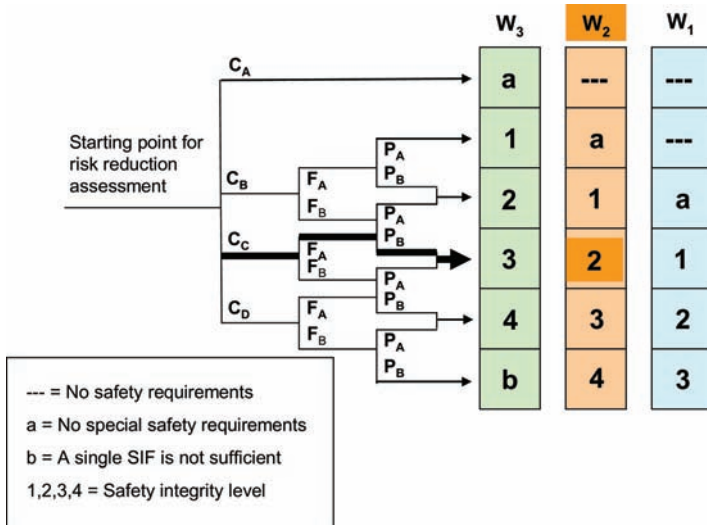 W3 W2 W1
CA a --- ---
Starting point for
risk reduction
assessment
PA 1 a ---
PB
CB FA
FB PA 2 1 a
CC PB
FA 3 2 1
FB PA
PB
CD FA 4 3 2
FB PA
PB b 4 3
--- = No safety requirements
a = No special safety requirements
b = A single SIF is not sufficient
1,2,3,4 = Safety integrity level